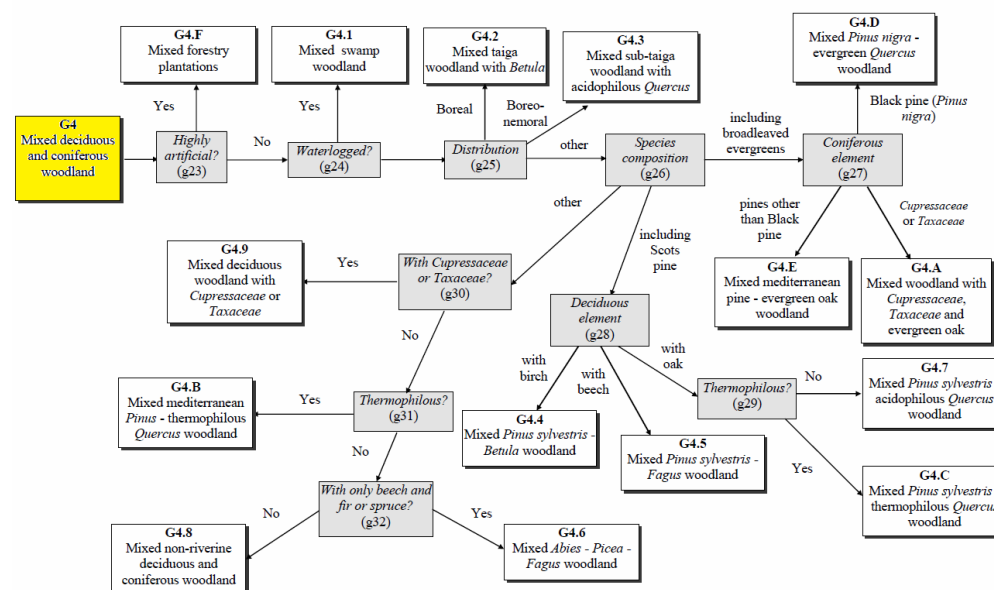 G4.F
Mixed forestry
plantations
G4.1
Mixed swamp
woodland
G4.2
Mixed taiga
woodland with Betula
G4.3
Mixed sub-taiga
woodland with
acidophilous Quercus
G4.D
Mixed Pinus nigra -
evergreen Quercus
woodland
Yes
Yes
Boreal
Boreo-
nemoral
Black pine (Pinus
nigra)
G4
Mixed deciduous
and coniferous
woodland
Highly
artificial?
(g23)
No
Waterlogged?
(g24)
Distribution
(g25)
other
Species
composition
(g26)
including
broadleaved
evergreens
Coniferous
element
(g27)
other
including
Scots
pine
pines other
than Black
pine
Cupressaceae
or Taxaceae
G4.9
Mixed deciduous
woodland with
Cupressaceae or
Taxaceae
Yes
With Cupressaceae
or Taxaceae?
(g30)
G4.E
Mixed mediterranean
pine - evergreen oak
woodland
G4.A
Mixed woodland with
Cupressaceae,
Taxaceae and
evergreen oak
No
Deciduous
element
(g28)
with
birch
with
beech
with
oak
Thermophilous?
(g29)
No
G4.7
Mixed Pinus sylvestris
acidophilous Quercus
woodland
G4.B
Mixed mediterranean
Pinus - thermophilous
Quercus woodland
Yes
Thermophilous?
(g31)
G4.4
Mixed Pinus sylvestris -
Betula woodland
G4.5
Mixed Pinus sylvestris -
Fagus woodland
Yes
G4.C
Mixed Pinus sylvestris
thermophilous Quercus
woodland
No
With only beech and
fir or spruce?
(g32)
No
Yes
G4.8
Mixed non-riverine
deciduous and
coniferous woodland
G4.6
Mixed Abies - Picea -
Fagus woodland